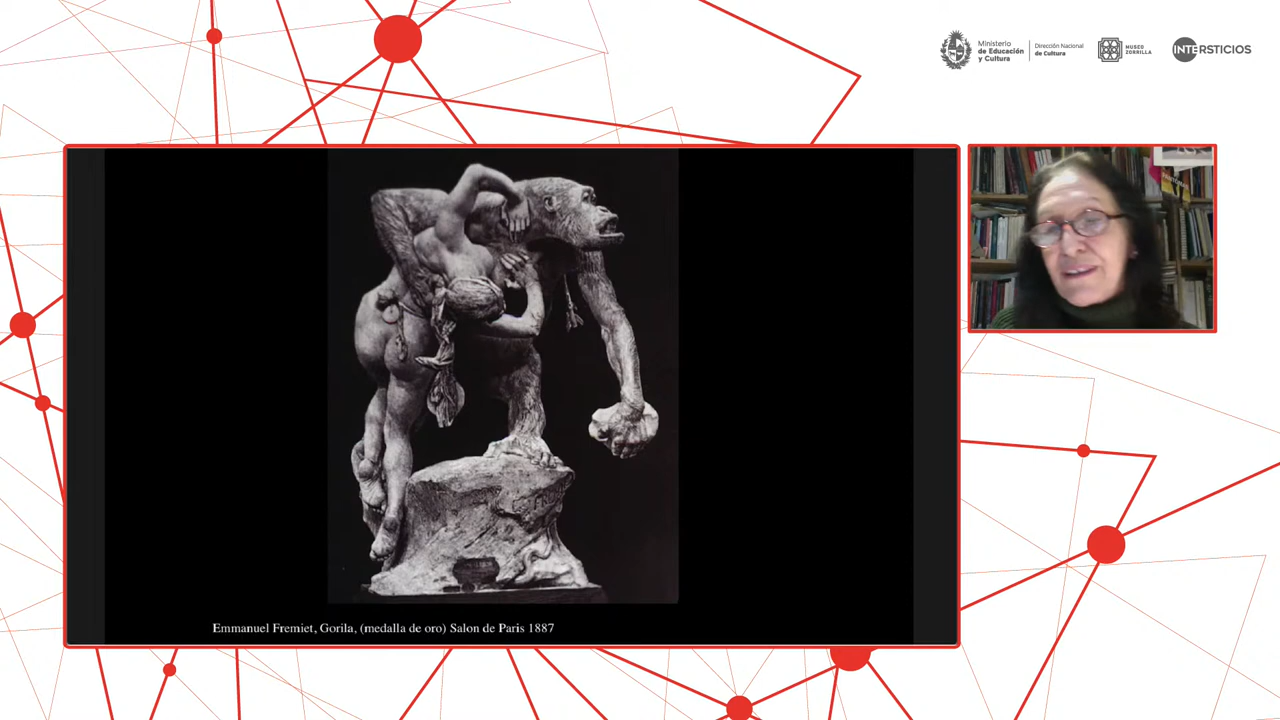 Ministerio
de Educación
y Cultura
Dirección Nacional
de Cultura
MUSEO
ZORRILLA
INTERSTICIOS
Emmanuel Fremiet, Gorila, (medalla de oro) Salon de Paris 1887